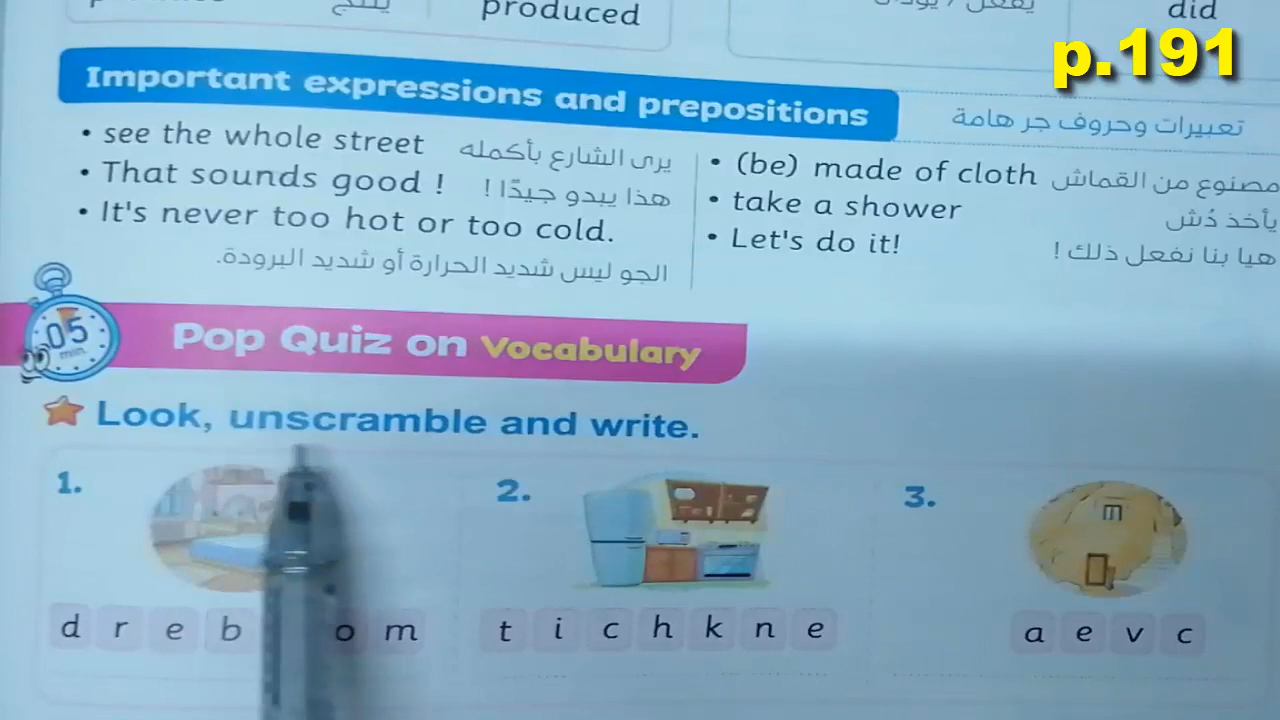 produced
did
p.191
Important expressions and prepositions
تعبيرات وحروف جر هامة
• see the whole street يرى الشارع بأكمله
• That sounds good ! هذا يبدو جيدًا !
• It's never too hot or too cold.
الجو ليس شديد الحرارة أو شديد البرودة.
• (be) made of cloth مصنوع من القماش
• take a shower يأخذ دُش
• Let's do it! هيا بنا نفعل ذلك !
05
min
Pop Quiz on Vocabulary
Look, unscramble and write.
1.
d r e b o m
2.
t i c h k n e
3.
a e v c